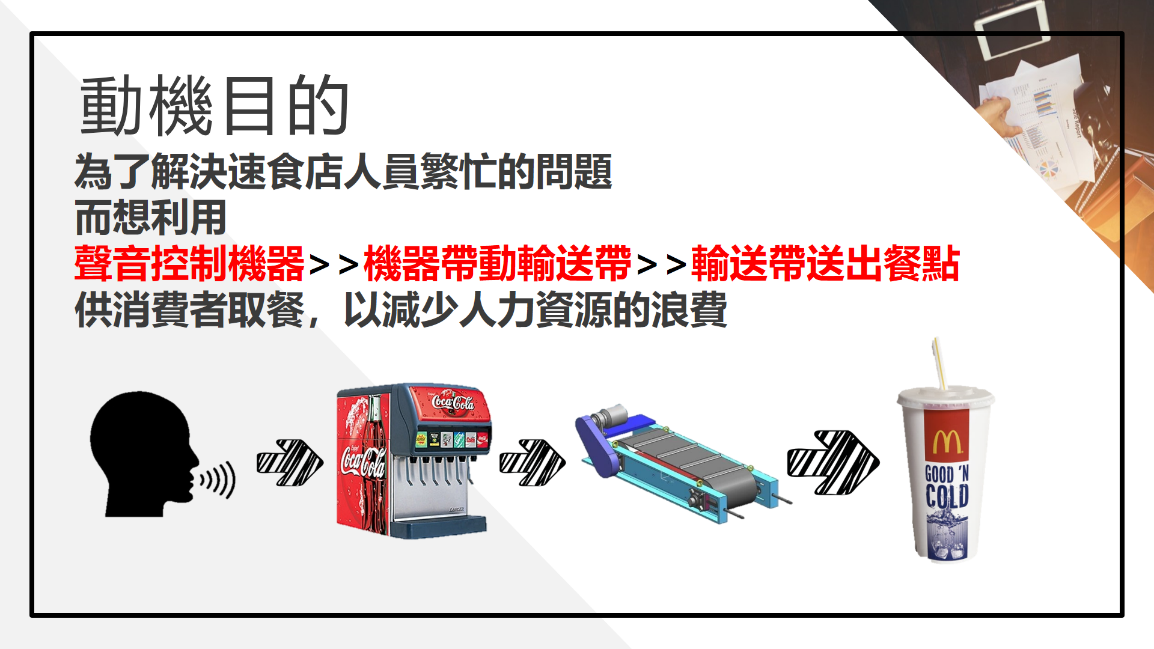 動機目的
為了解決速食店人員繁忙的問題
而想利用
聲音控制機器>>機器帶動輸送帶>>輸送帶送出餐點
供消費者取餐，以減少人力資源的浪費
Coca-Cola
Coca-Cola
GOOD 'N
COLD